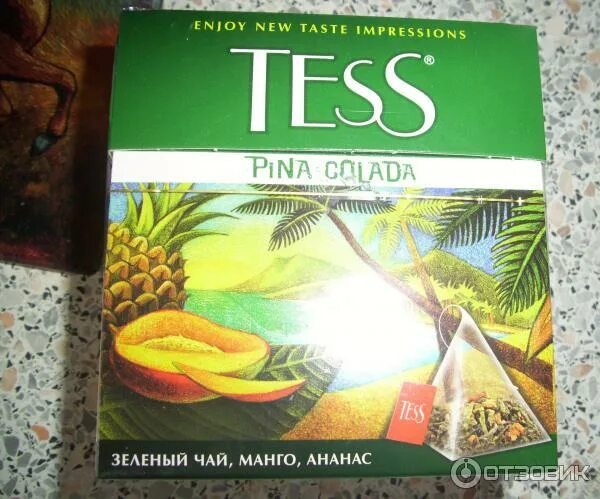 ENJOY NEW TASTE IMPRESSIONS
TESS®
PINA COLADA
TESS
ЗЕЛЕНЫЙ ЧАЙ, МАНГО, АНАНАС
ОТЗОВИК